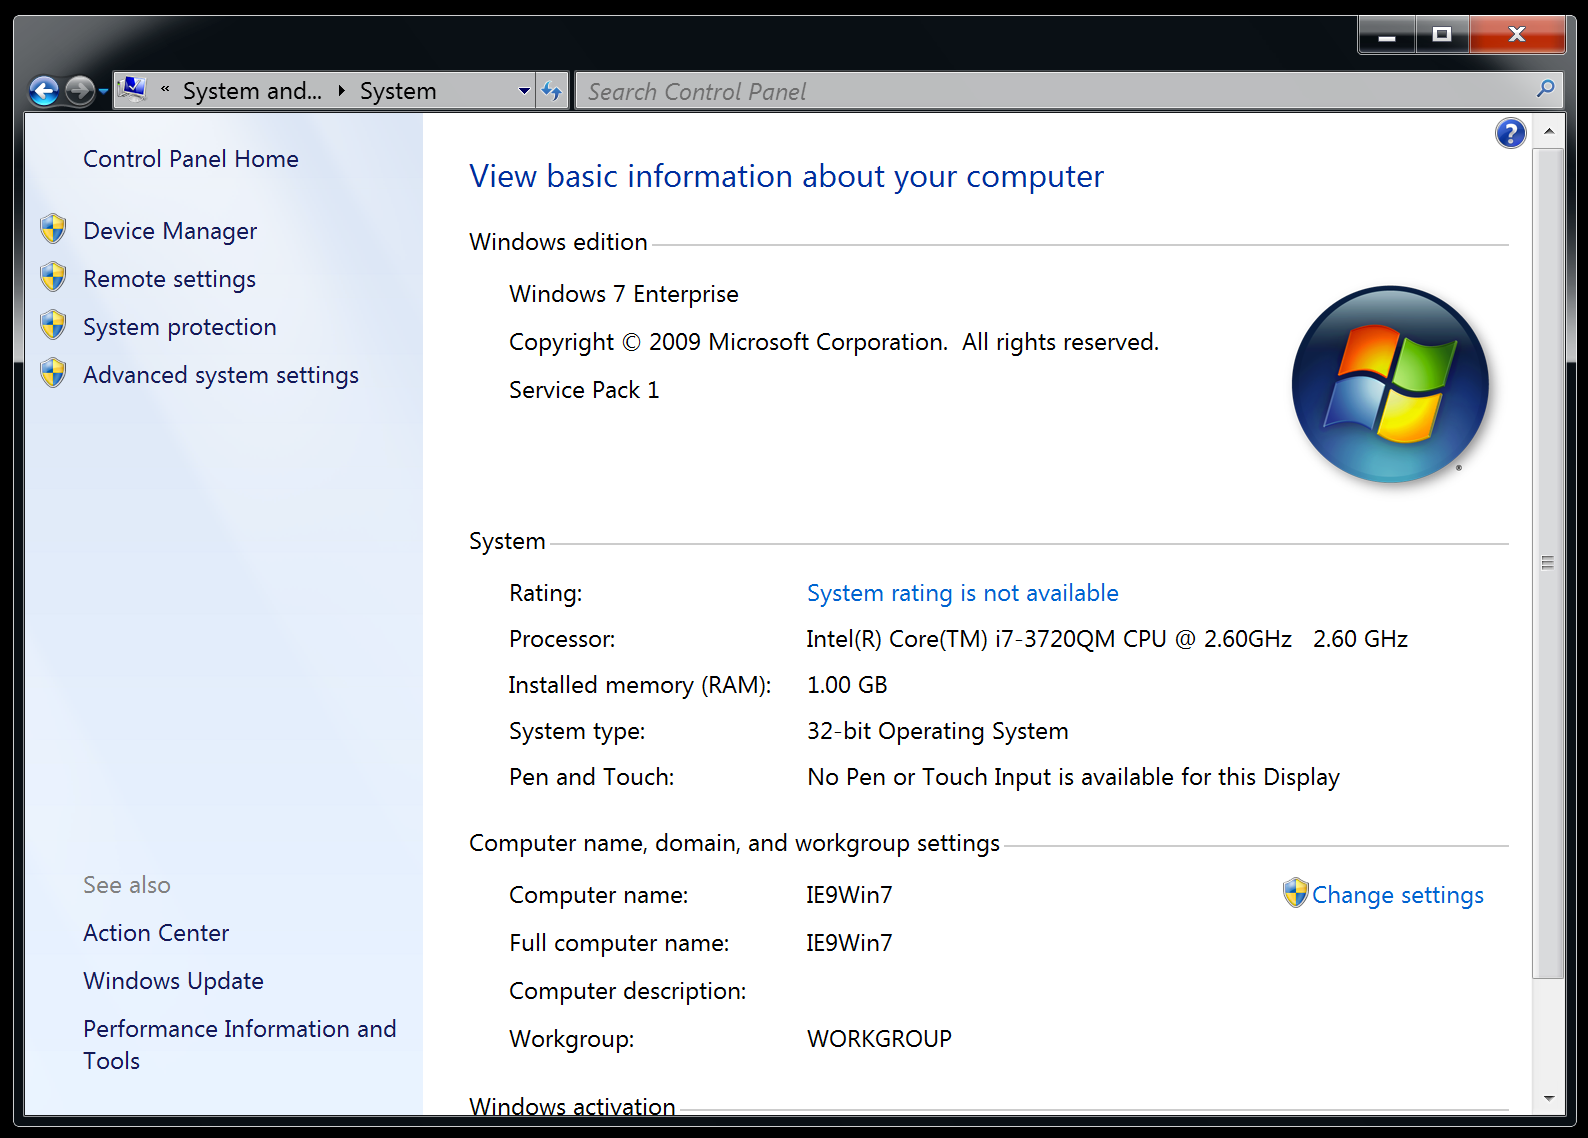 « System and... System
Search Control Panel
Control Panel Home
Device Manager
Remote settings
System protection
Advanced system settings
See also
Action Center
Windows Update
Performance Information and
Tools
View basic information about your computer
Windows edition
Windows 7 Enterprise
Copyright © 2009 Microsoft Corporation.  All rights reserved.
Service Pack 1
System
Rating: System rating is not available
Processor: Intel(R) Core(TM) i7-3720QM CPU @ 2.60GHz   2.60 GHz
Installed memory (RAM): 1.00 GB
System type: 32-bit Operating System
Pen and Touch: No Pen or Touch Input is available for this Display
Computer name, domain, and workgroup settings
Computer name: IE9Win7 Change settings
Full computer name: IE9Win7
Computer description:
Workgroup: WORKGROUP
Windows activation